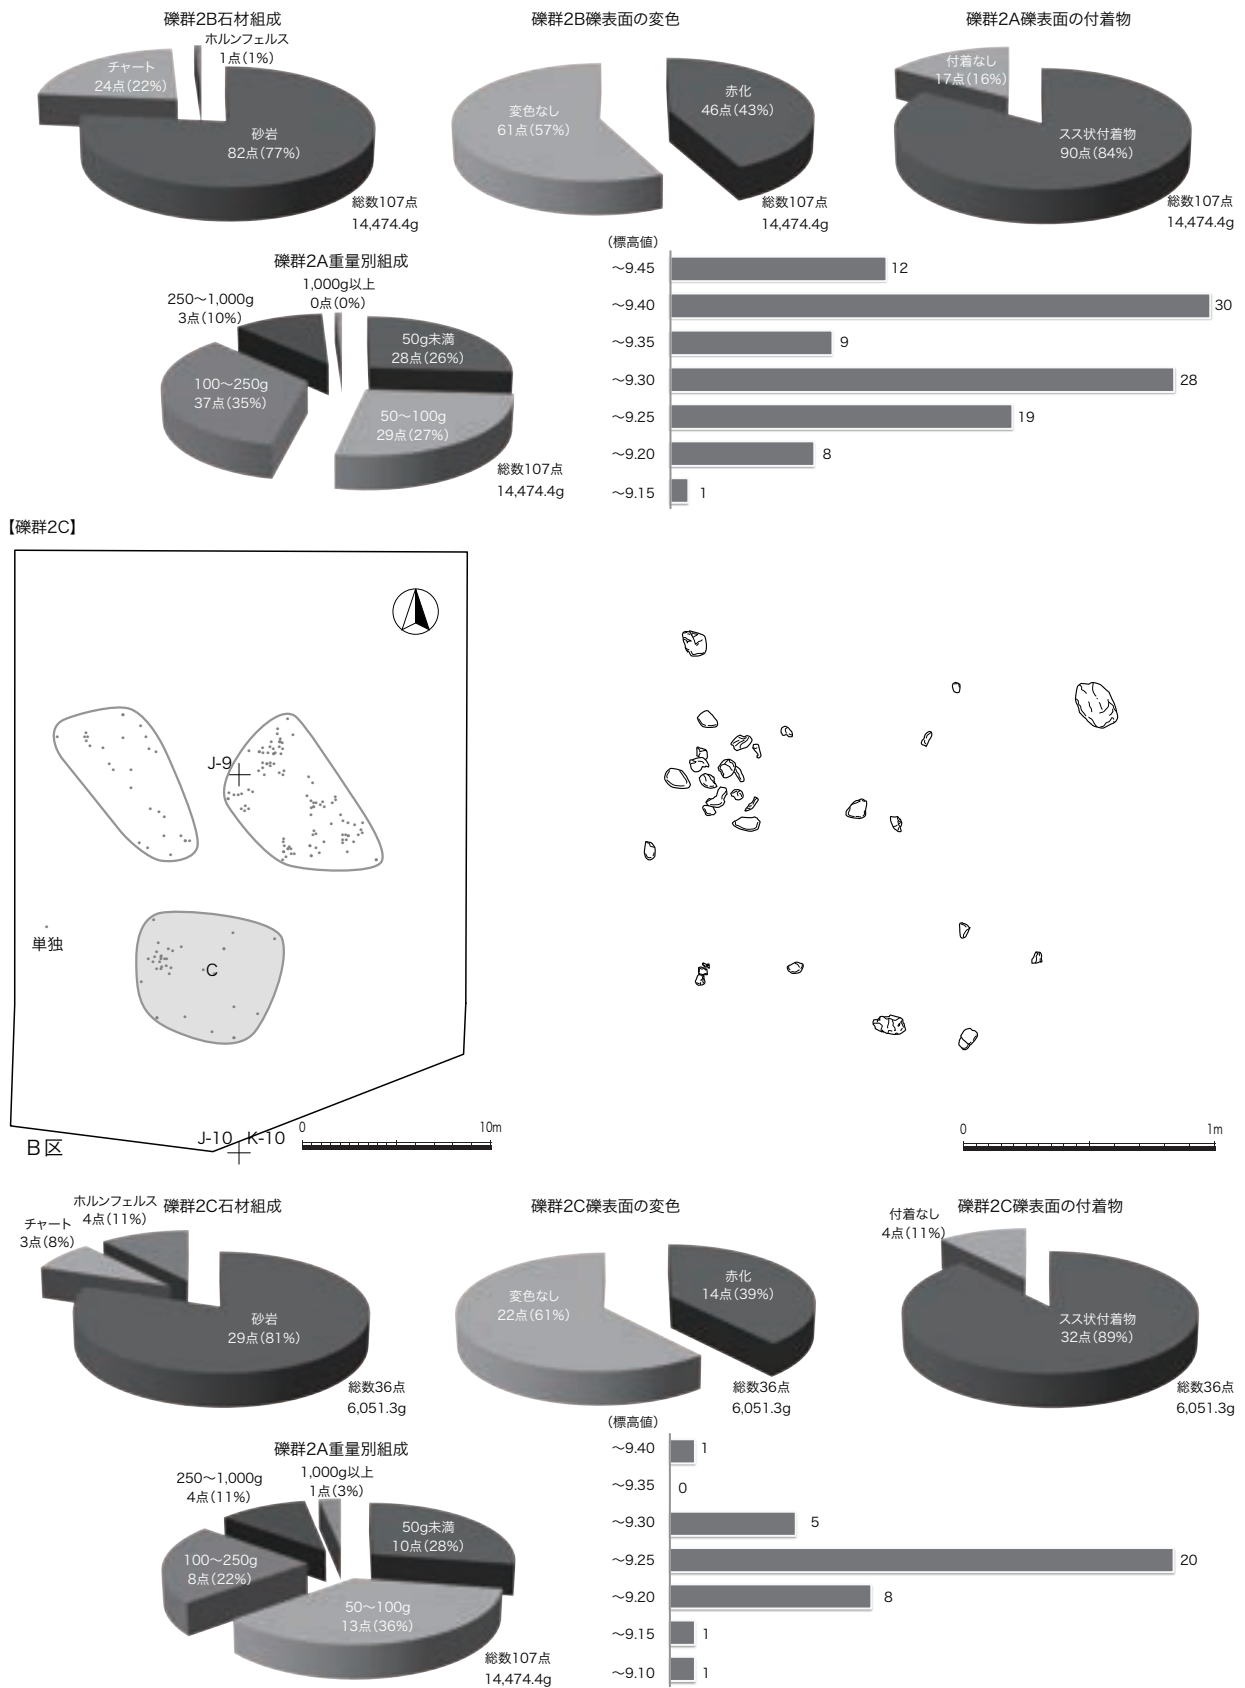 礫群2B石材組成
ホルンフェルス
1点(1%)
チャート
24点(22%)
砂岩
82点(77%)
総数107点
14,474.4g
礫群2B礫表面の変色
変色なし
61点(57%)
赤化
46点(43%)
総数107点
14,474.4g
礫群2A礫表面の付着物
付着なし
17点(16%)
スス状付着物
90点(84%)
総数107点
14,474.4g
礫群2A重量別組成
1,000g以上
0点(0%)
250〜1,000g
3点(10%)
50g未満
28点(26%)
100〜250g
37点(35%)
50〜100g
29点(27%)
総数107点
14,474.4g
(標高値)
〜9.45 12
〜9.40 30
〜9.35 9
〜9.30 28
〜9.25 19
〜9.20 8
〜9.15 1
【礫群2C】
J-9
単独
C
J-10 K-10
B区
0 10m
0 1m
礫群2C石材組成
ホルンフェルス
4点(11%)
チャート
3点(8%)
砂岩
29点(81%)
総数36点
6,051.3g
礫群2C礫表面の変色
変色なし
22点(61%)
赤化
14点(39%)
総数36点
6,051.3g
礫群2C礫表面の付着物
付着なし
4点(11%)
スス状付着物
32点(89%)
総数36点
6,051.3g
礫群2A重量別組成
1,000g以上
1点(3%)
250〜1,000g
4点(11%)
50g未満
10点(28%)
100〜250g
8点(22%)
50〜100g
13点(36%)
総数107点
14,474.4g
(標高値)
〜9.40 1
〜9.35 0
〜9.30 5
〜9.25 20
〜9.20 8
〜9.15 1
〜9.10 1